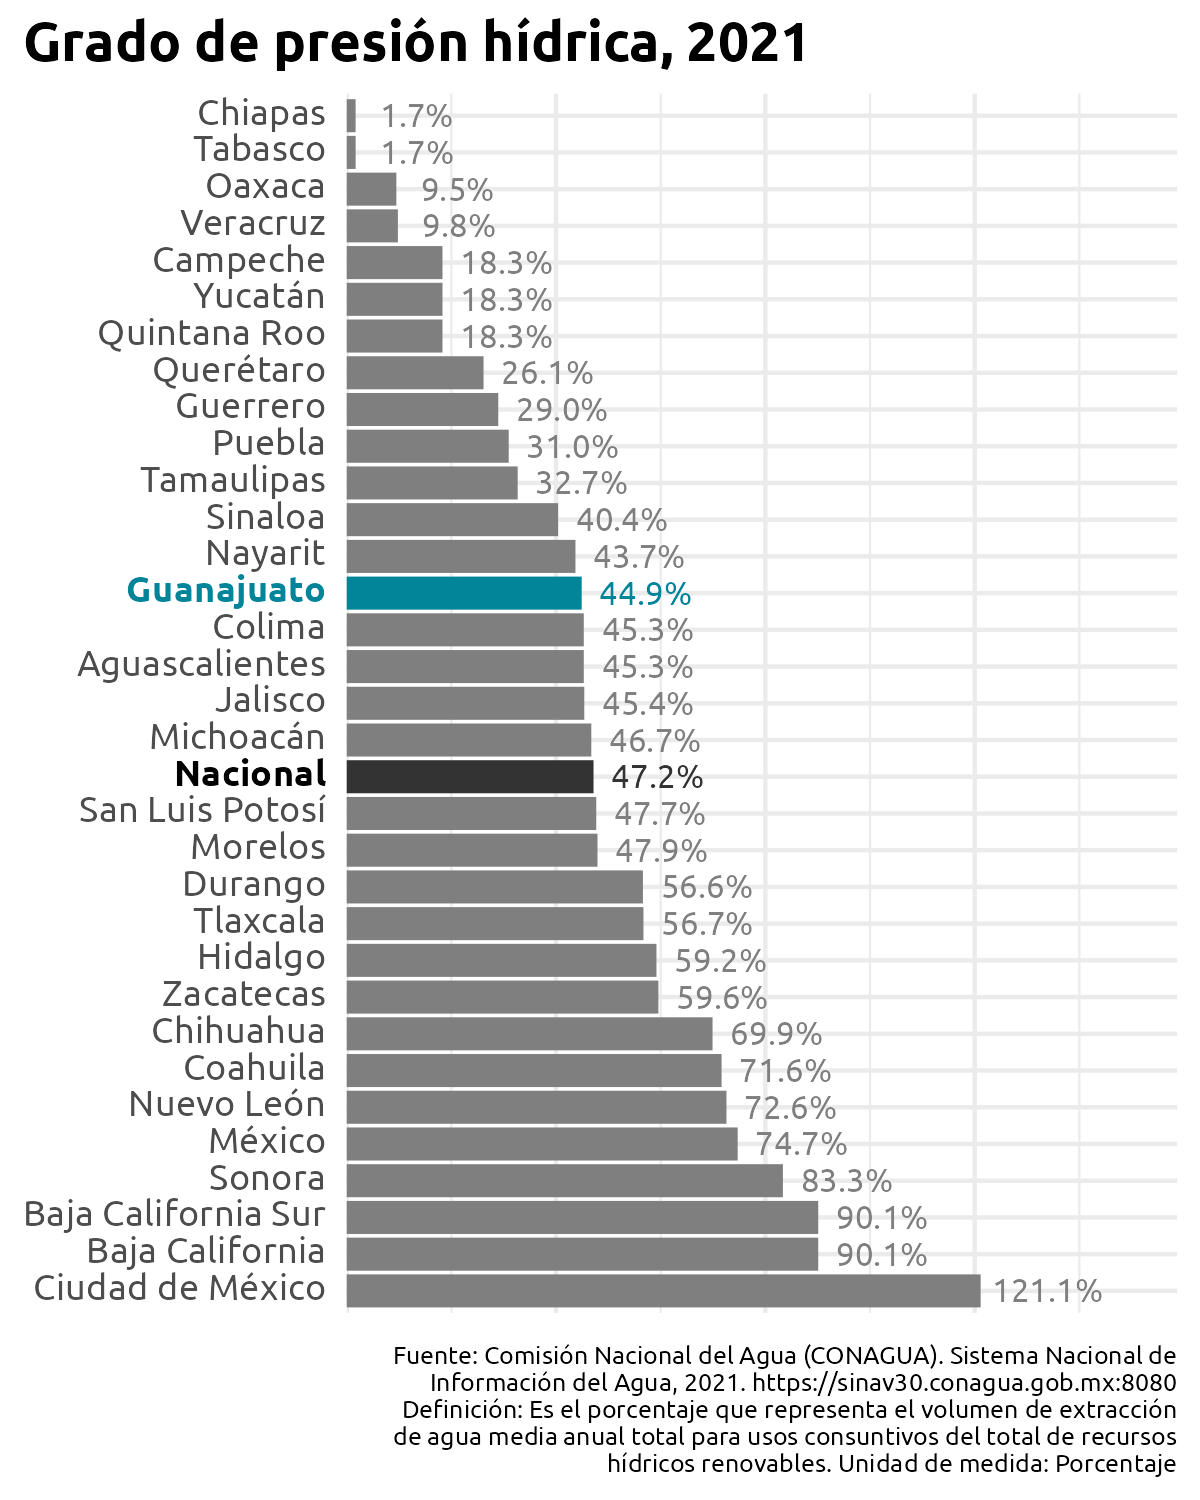 Grado de presión hídrica, 2021
Chiapas 1.7%
Tabasco 1.7%
Oaxaca 9.5%
Veracruz 9.8%
Campeche 18.3%
Yucatán 18.3%
Quintana Roo 18.3%
Querétaro 26.1%
Guerrero 29.0%
Puebla 31.0%
Tamaulipas 32.7%
Sinaloa 40.4%
Nayarit 43.7%
Guanajuato 44.9%
Colima 45.3%
Aguascalientes 45.3%
Jalisco 45.4%
Michoacán 46.7%
Nacional 47.2%
San Luis Potosí 47.7%
Morelos 47.9%
Durango 56.6%
Tlaxcala 56.7%
Hidalgo 59.2%
Zacatecas 59.6%
Chihuahua 69.9%
Coahuila 71.6%
Nuevo León 72.6%
México 74.7%
Sonora 83.3%
Baja California Sur 90.1%
Baja California 90.1%
Ciudad de México 121.1%
Fuente: Comisión Nacional del Agua (CONAGUA). Sistema Nacional de
Información del Agua, 2021. https://sinav30.conagua.gob.mx:8080
Definición: Es el porcentaje que representa el volumen de extracción
de agua media anual total para usos consuntivos del total de recursos
hídricos renovables. Unidad de medida: Porcentaje